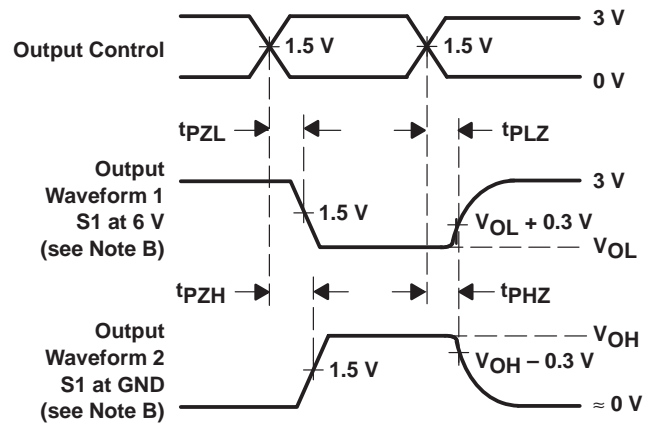 3 V
Output Control
1.5 V
1.5 V
0 V
tPZL
tPLZ
Output
Waveform 1
S1 at 6 V
(see Note B)
3 V
1.5 V
VOL + 0.3 V
VOL
tPZH
tPHZ
Output
Waveform 2
S1 at GND
(see Note B)
VOH
1.5 V
VOH – 0.3 V
≈ 0 V